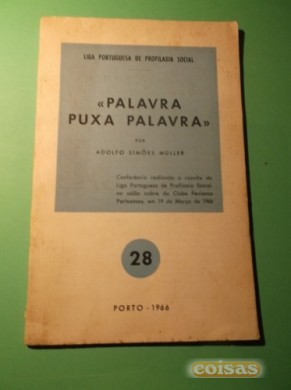 LIGA PORTUGUESA DE PROFILAXIA SOCIAL
«PALAVRA
PUXA PALAVRA»
POR
ADOLFO SIMÕES MÜLLER
Conferência realizada a convite da
Liga Portuguesa de Profilaxia Social,
no salão nobre do Clube Fenianos
Portuenses, em 19 de Março de 1966
28
PORTO - 1966
coisas